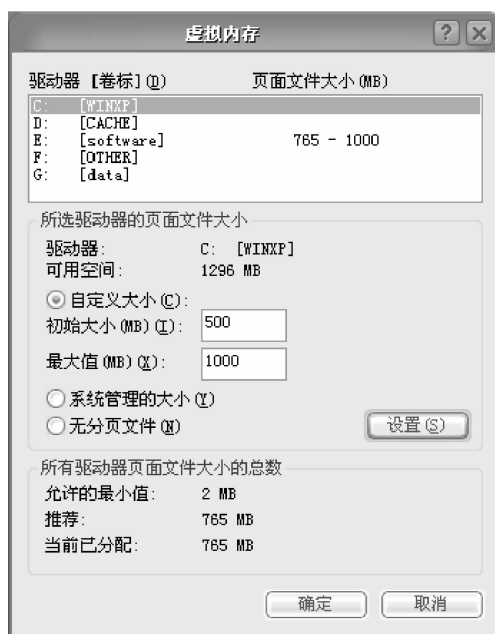 虚拟内存
驱动器 [卷标](D) 页面文件大小(MB)
C: [WINXP]
D: [CACHE]
E: [software] 765 - 1000
F: [OTHER]
G: [data]
所选驱动器的页面文件大小
驱动器: C: [WINXP]
可用空间: 1296 MB
自定义大小(C):
初始大小(MB)(I): 500
最大值(MB)(X): 1000
系统管理的大小(Y)
无分页文件(N) 设置(S)
所有驱动器页面文件大小的总数
允许的最小值: 2 MB
推荐: 765 MB
当前已分配: 765 MB
确定 取消